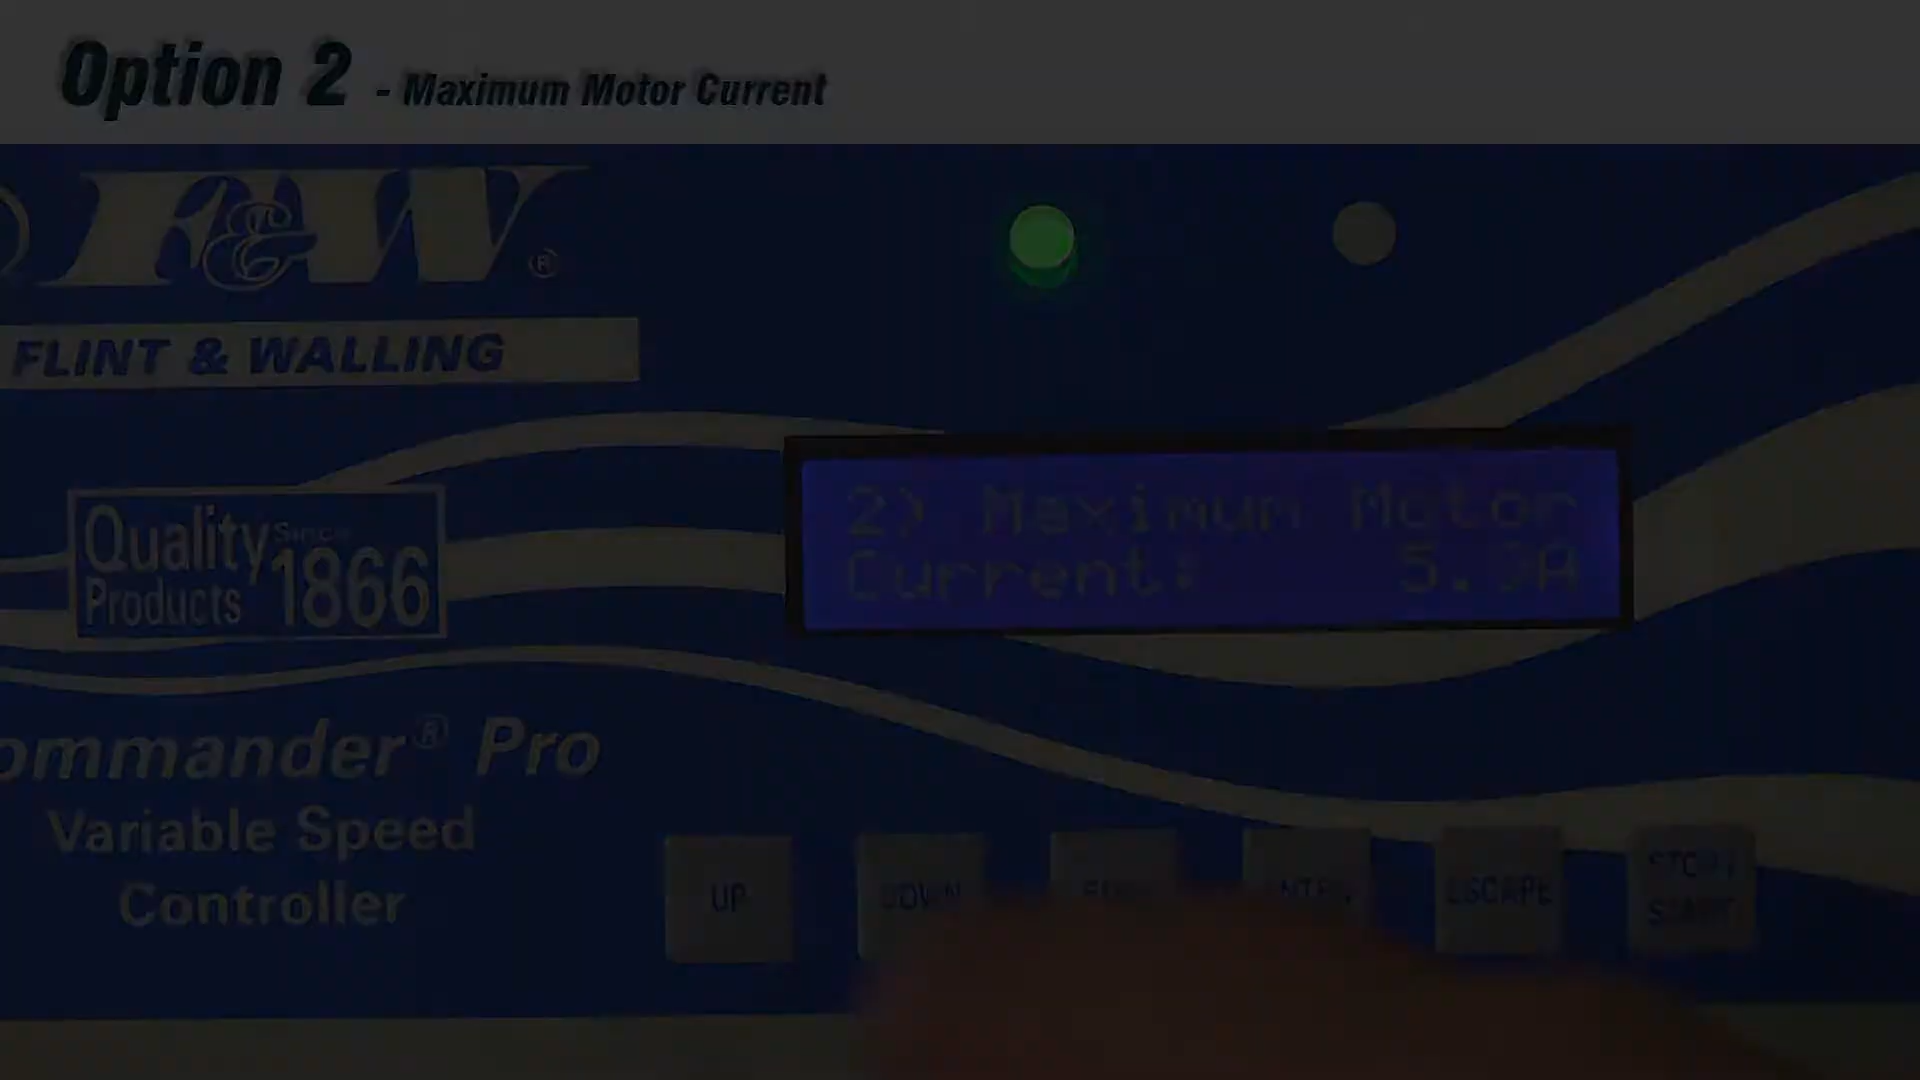 Option 2 - Maximum Motor Current
F&W®
FLINT & WALLING
Quality Since
Products 1866
2) Maximum Motor
Current:
ommander® Pro
Variable Speed
Controller
UP DOWN ESCAPE